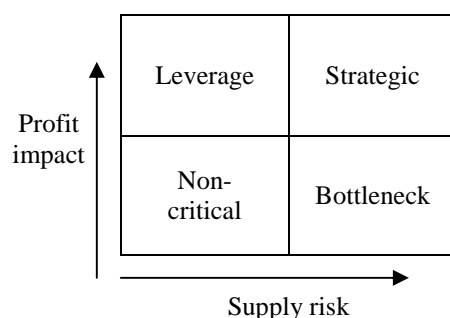 Leverage
Strategic
Profit
impact
Non-
critical
Bottleneck
Supply risk